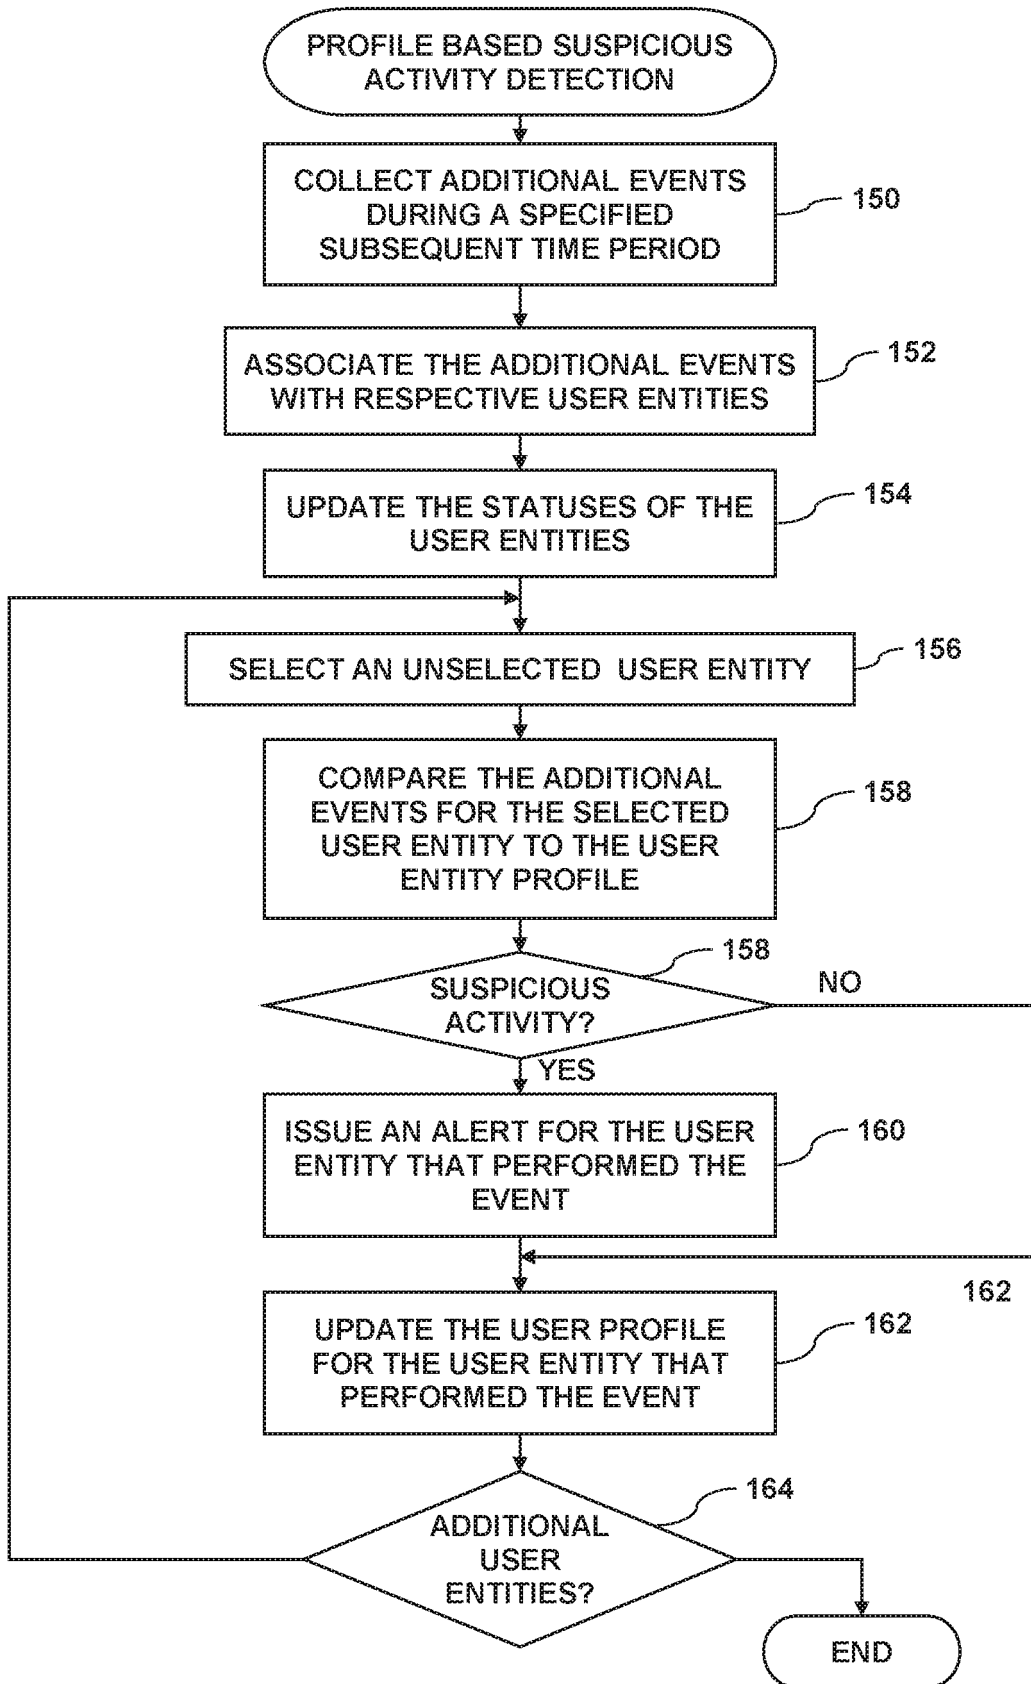 PROFILE BASED SUSPICIOUS
ACTIVITY DETECTION
COLLECT ADDITIONAL EVENTS
DURING A SPECIFIED
SUBSEQUENT TIME PERIOD
150
ASSOCIATE THE ADDITIONAL EVENTS
WITH RESPECTIVE USER ENTITIES
152
UPDATE THE STATUSES OF THE
USER ENTITIES
154
SELECT AN UNSELECTED USER ENTITY
156
COMPARE THE ADDITIONAL
EVENTS FOR THE SELECTED
USER ENTITY TO THE USER
ENTITY PROFILE
158
SUSPICIOUS
ACTIVITY?
158
NO
YES
ISSUE AN ALERT FOR THE USER
ENTITY THAT PERFORMED THE
EVENT
160
162
UPDATE THE USER PROFILE
FOR THE USER ENTITY THAT
PERFORMED THE EVENT
162
ADDITIONAL
USER
ENTITIES?
164
END